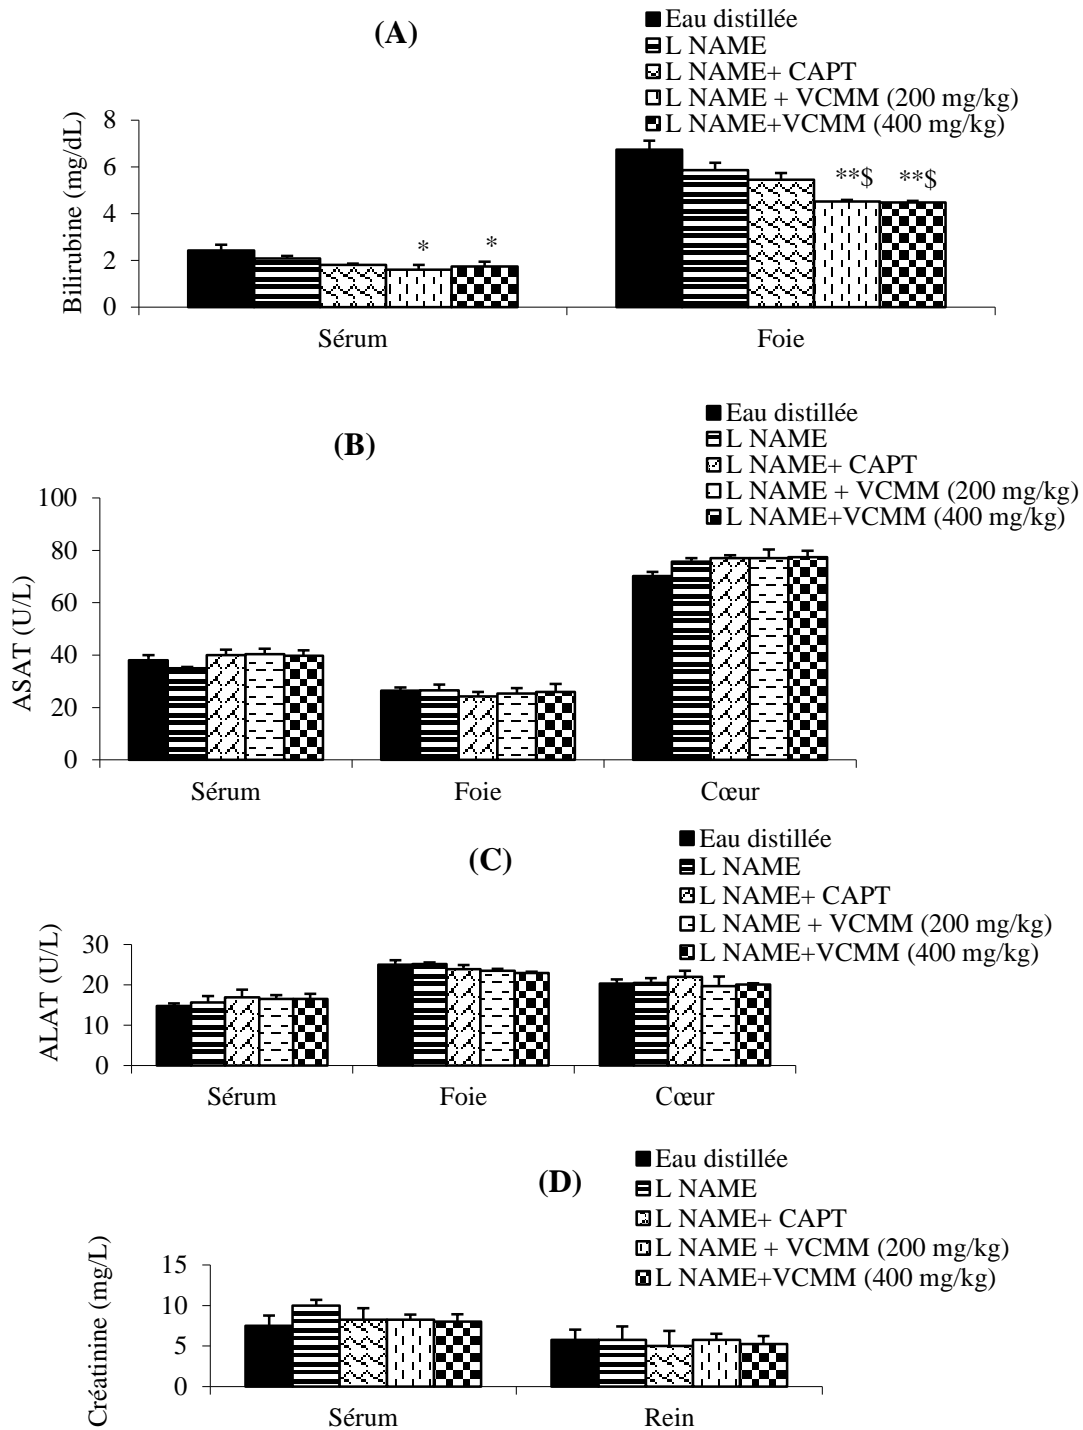 (A)
Eau distillée
L NAME
L NAME+ CAPT
L NAME + VCMM (200 mg/kg)
L NAME+VCMM (400 mg/kg)
Bilirubine (mg/dL)
8
6
4
2
0
* *
**$ **$
Sérum Foie
(B)
Eau distillée
L NAME
L NAME+ CAPT
L NAME + VCMM (200 mg/kg)
L NAME+VCMM (400 mg/kg)
ASAT (U/L)
100
80
60
40
20
0
Sérum Foie Cœur
(C)
Eau distillée
L NAME
L NAME+ CAPT
L NAME + VCMM (200 mg/kg)
L NAME+VCMM (400 mg/kg)
ALAT (U/L)
30
20
10
0
Sérum Foie Cœur
(D)
Eau distillée
L NAME
L NAME+ CAPT
L NAME + VCMM (200 mg/kg)
L NAME+VCMM (400 mg/kg)
Créatinine (mg/L)
15
10
5
0
Sérum Rein